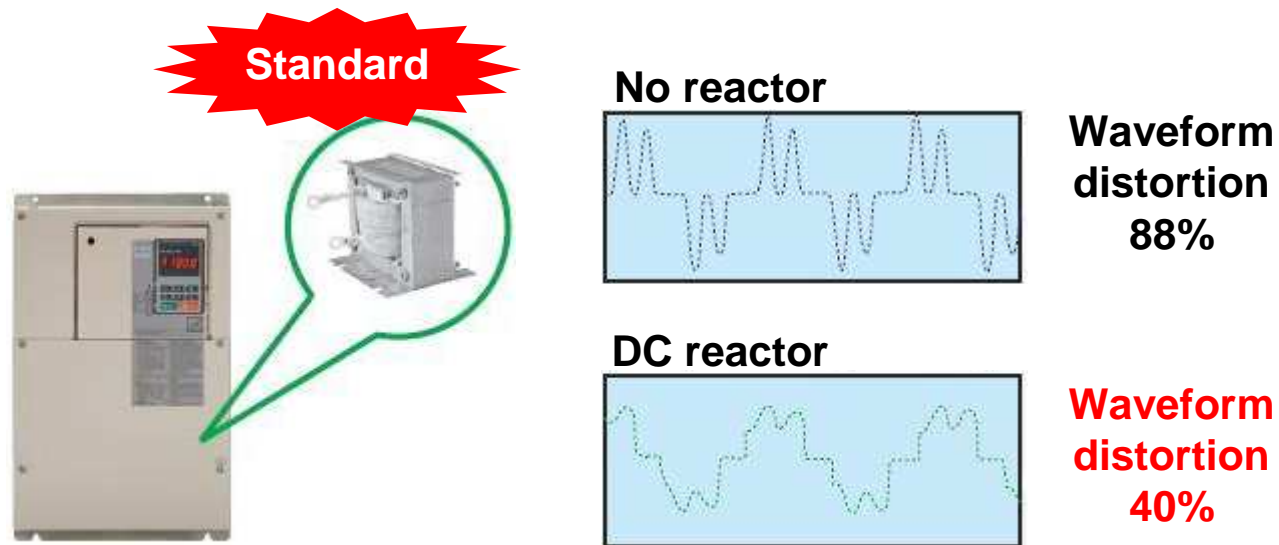 Standard
No reactor
Waveform
distortion
88%
DC reactor
Waveform
distortion
40%